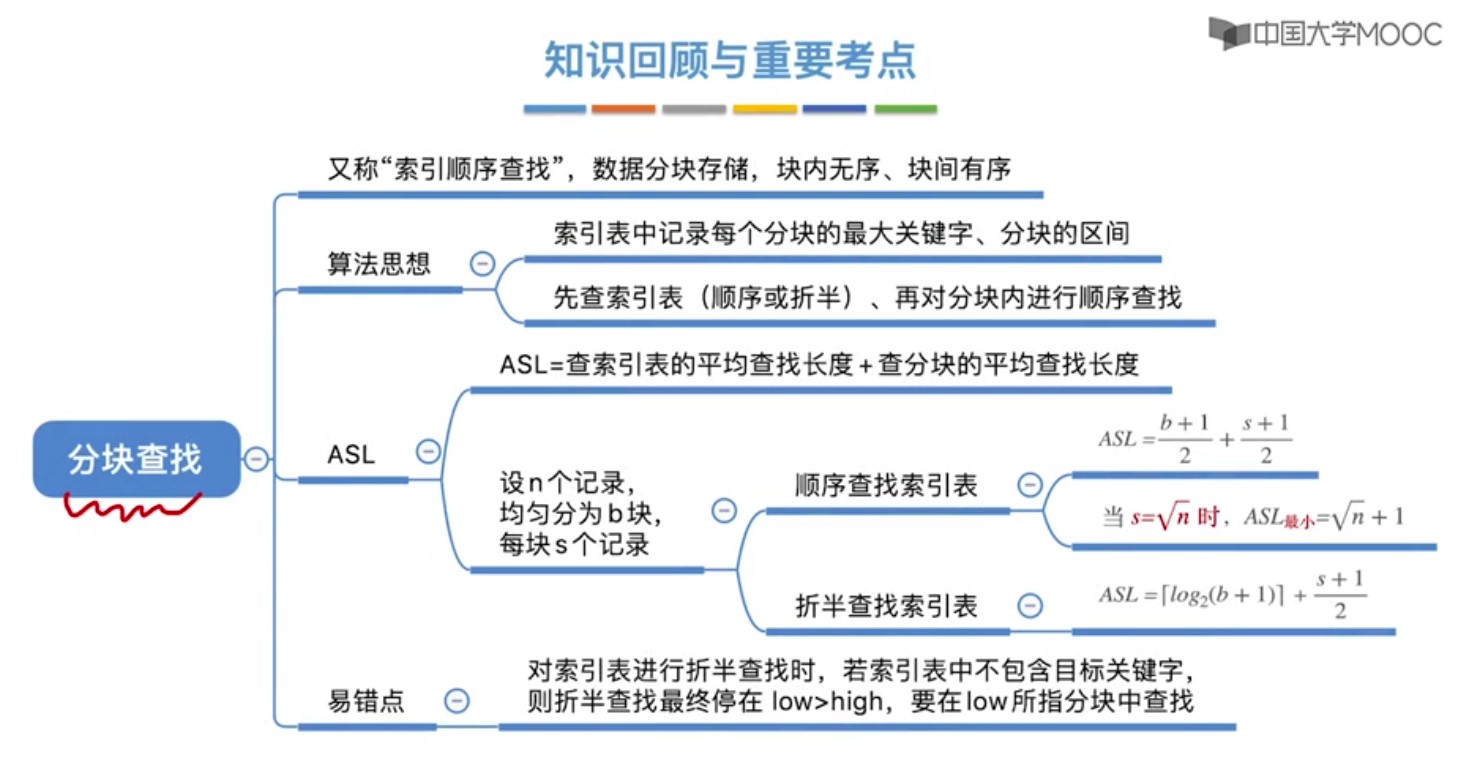 中国大学MOOC
知识回顾与重要考点
又称“索引顺序查找”，数据分块存储，块内无序、块间有序
算法思想
索引表中记录每个分块的最大关键字、分块的区间
先查索引表（顺序或折半）、再对分块内进行顺序查找
分块查找
ASL
ASL=查索引表的平均查找长度+查分块的平均查找长度
设n个记录，
均匀分为b块，
每块s个记录
顺序查找索引表
ASL = (b+1)/2 + (s+1)/2
当 s=√n 时，ASL最小=√n + 1
折半查找索引表
ASL = ⌈log₂(b + 1)⌉ + (s+1)/2
易错点
对索引表进行折半查找时，若索引表中不包含目标关键字，
则折半查找最终停在 low>high，要在low所指分块中查找